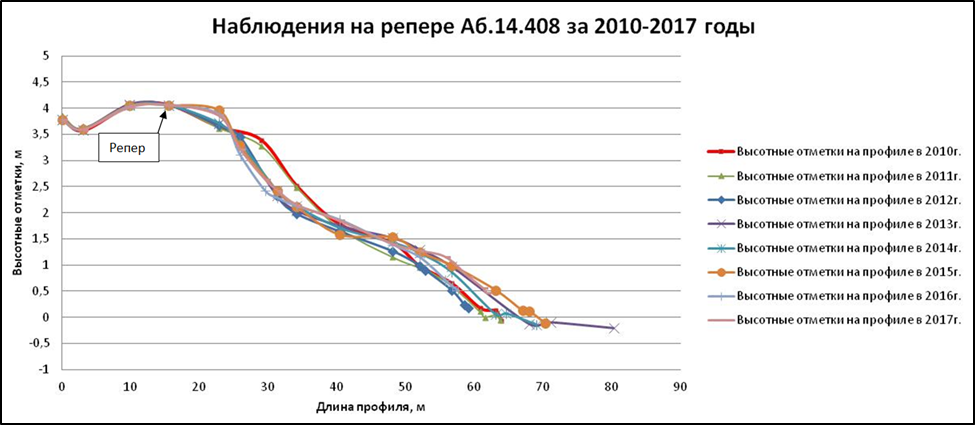 Наблюдения на репере Аб.14.408 за 2010-2017 годы
5
4,5
4
3,5
3
2,5
2
1,5
1
0,5
0
-0,5
-1
Высотные отметки, м
Репер
0 10 20 30 40 50 60 70 80 90
Длина профиля, м
Высотные отметки на профиле в 2010г.
Высотные отметки на профиле в 2011г.
Высотные отметки на профиле в 2012г.
Высотные отметки на профиле в 2013г.
Высотные отметки на профиле в 2014г.
Высотные отметки на профиле в 2015г.
Высотные отметки на профиле в 2016г.
Высотные отметки на профиле в 2017г.